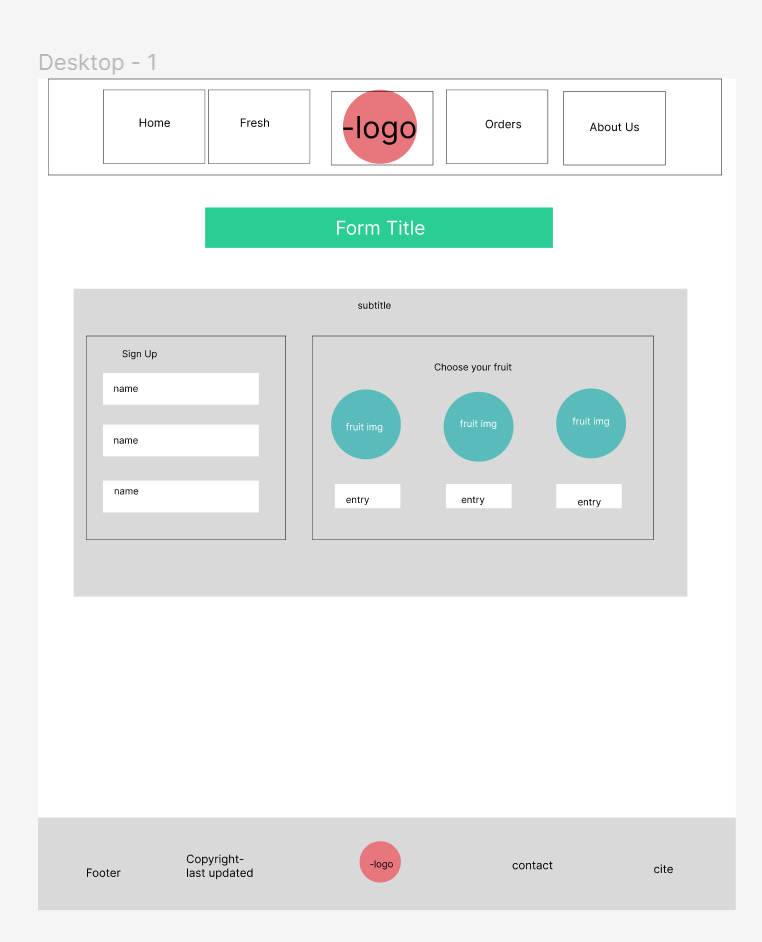 Desktop - 1
Home
Fresh
-logo
Orders
About Us
Form Title
subtitle
Sign Up
name
name
name
Choose your fruit
fruit img
fruit img
fruit img
entry
entry
entry
Footer
Copyright-
last updated
-logo
contact
cite